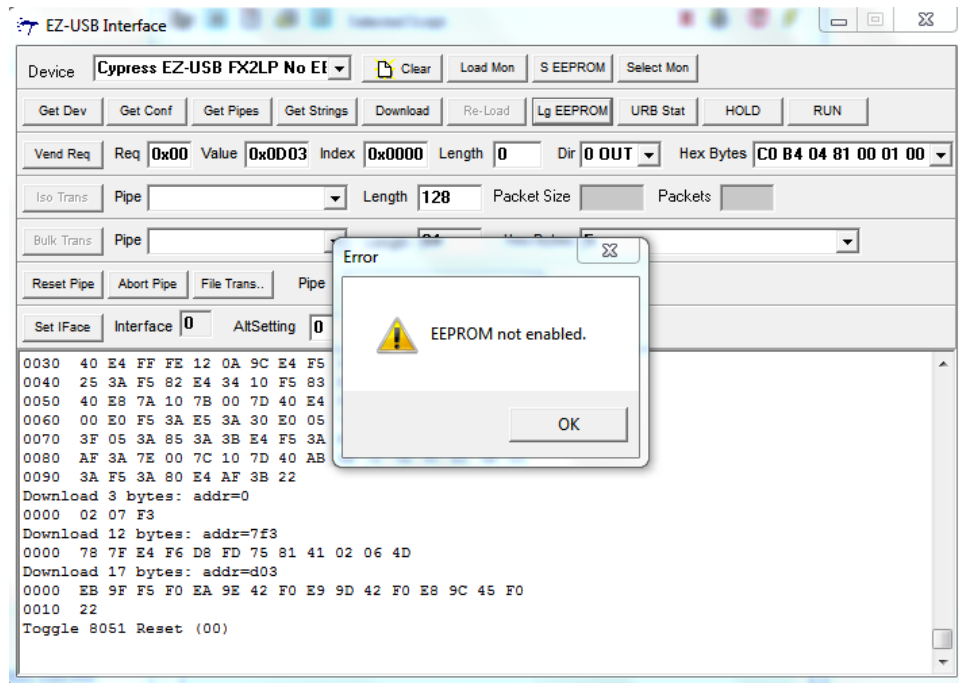 EZ-USB Interface
Device Cypress EZ-USB FX2LP No EE Clear Load Mon S EEPROM Select Mon
Get Dev Get Conf Get Pipes Get Strings Download Re-Load Lg EEPROM URB Stat HOLD RUN
Vend Req Req 0x00 Value 0x0D03 Index 0x0000 Length 0 Dir 0 OUT Hex Bytes C0 B4 04 81 00 01 00
Iso Trans Pipe Length 128 Packet Size Packets
Bulk Trans Pipe
Reset Pipe Abort Pipe File Trans.. Pipe
Set IFace Interface 0 AltSetting 0
Error
EEPROM not enabled.
OK
0030 40 E4 FF FE 12 0A 9C E4 F5
0040 25 3A F5 82 E4 34 10 F5 83
0050 40 E8 7A 10 7B 00 7D 40 E4
0060 00 E0 F5 3A E5 3A 30 E0 05
0070 3F 05 3A 85 3A 3B E4 F5 3A
0080 AF 3A 7E 00 7C 10 7D 40 AB
0090 3A F5 3A 80 E4 AF 3B 22
Download 3 bytes: addr=0
0000 02 07 F3
Download 12 bytes: addr=7f3
0000 78 7F E4 F6 D8 FD 75 81 41 02 06 4D
Download 17 bytes: addr=d03
0000 EB 9F F5 F0 EA 9E 42 F0 E9 9D 42 F0 E8 9C 45 F0
0010 22
Toggle 8051 Reset (00)